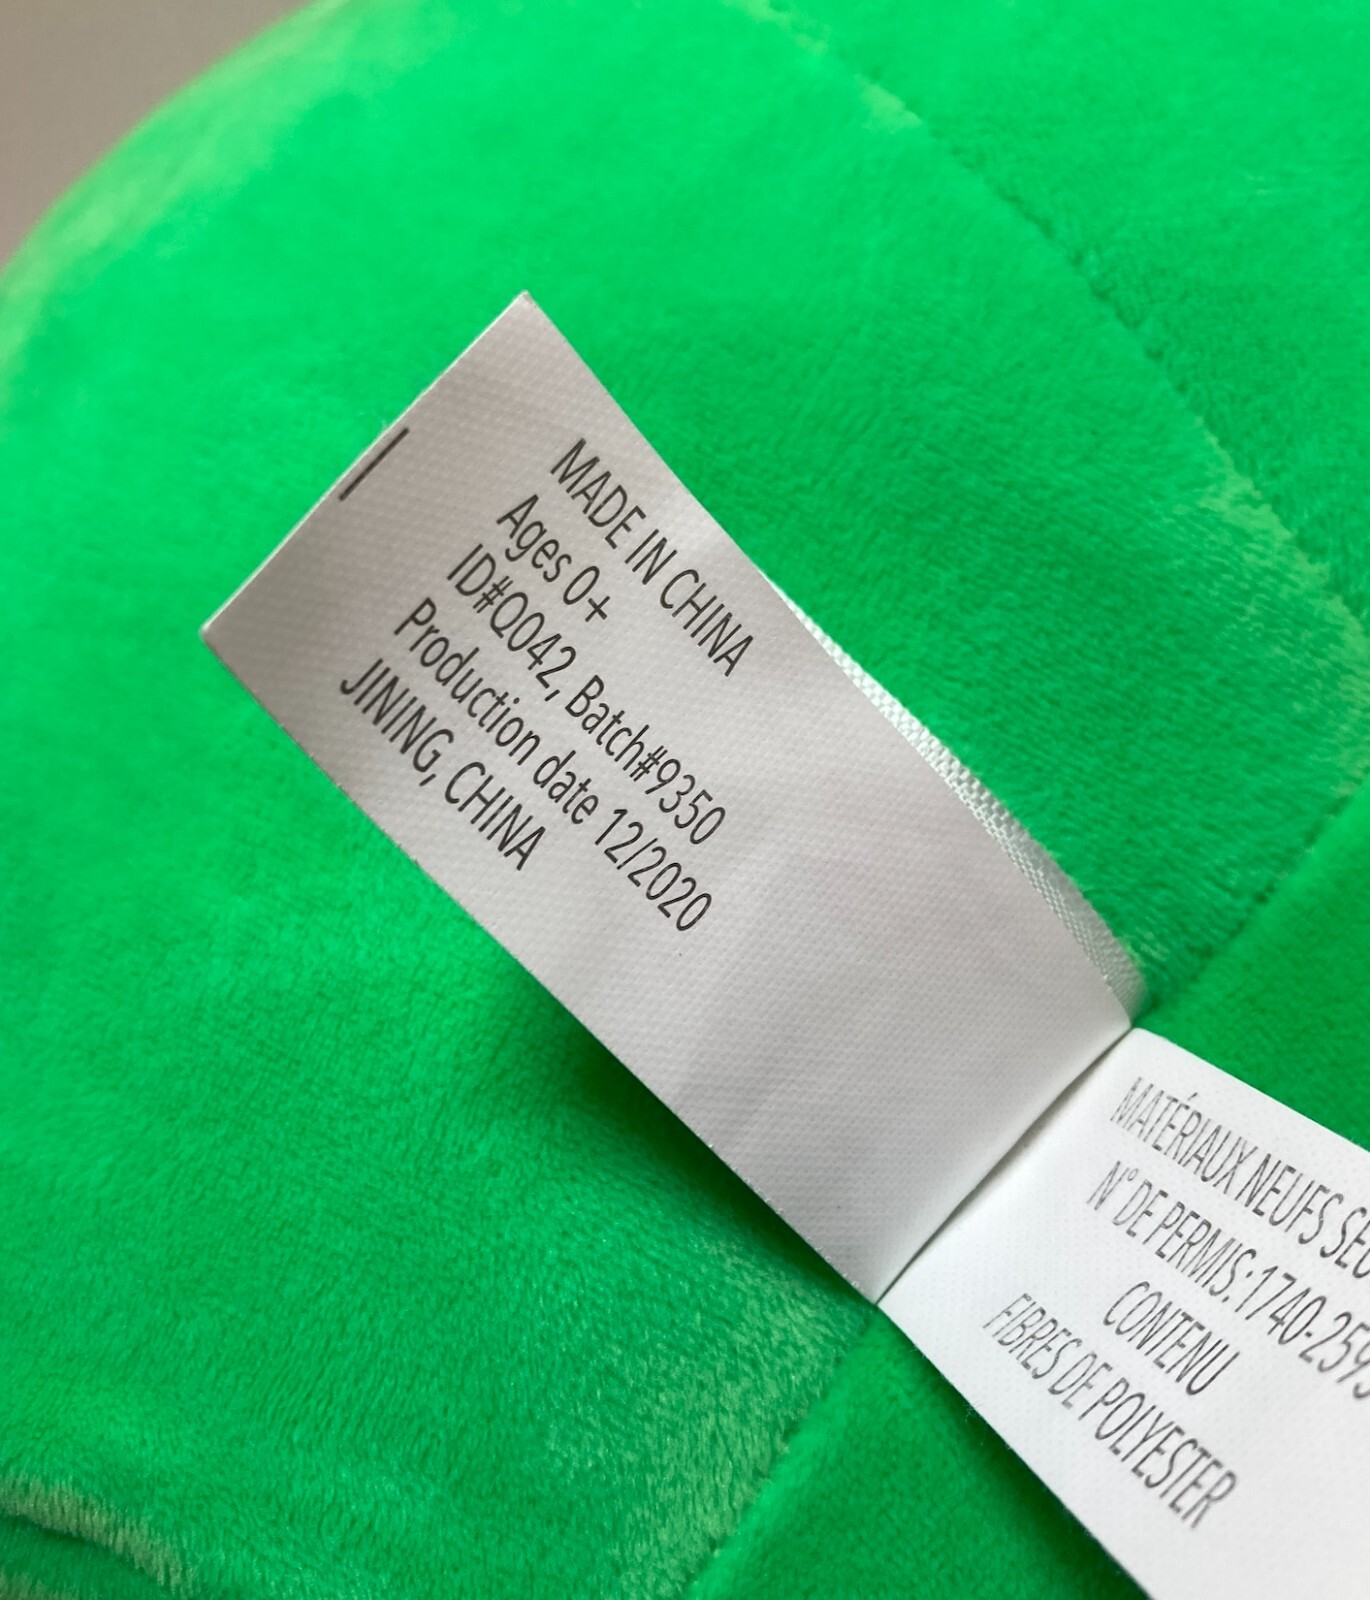 MADE IN CHINA
Ages 0+
ID#Q042, Batch#9350
Production date 12/2020
JINING, CHINA
MATÉRIAUX NEUFS
N° DE PERMIS:1740-259
CONTENU
FIBRES DE POLYESTER